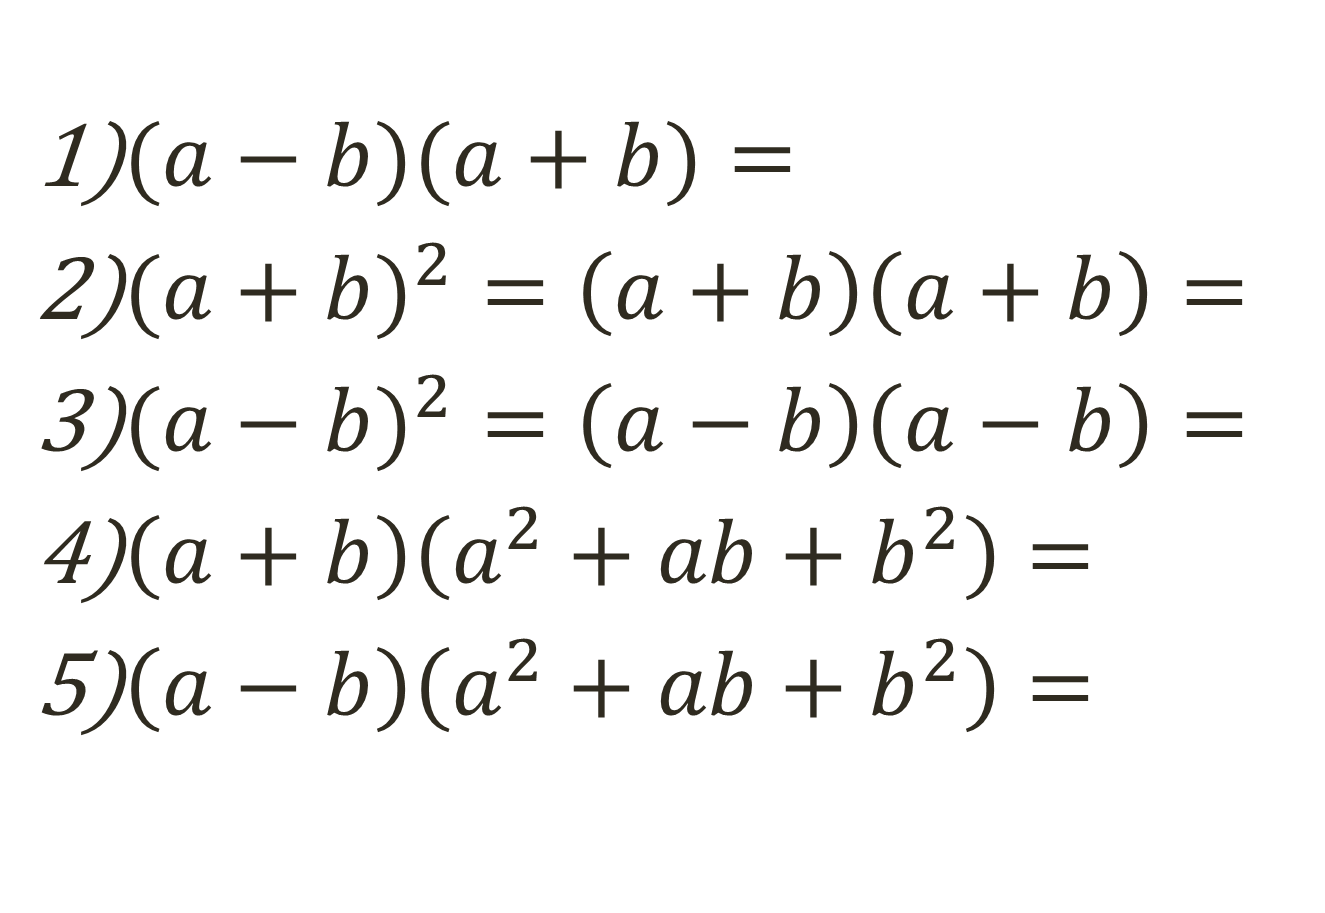 1)(a − b)(a + b) =
2)(a + b)² = (a + b)(a + b) =
3)(a − b)² = (a − b)(a − b) =
4)(a + b)(a² + ab + b²) =
5)(a − b)(a² + ab + b²) =